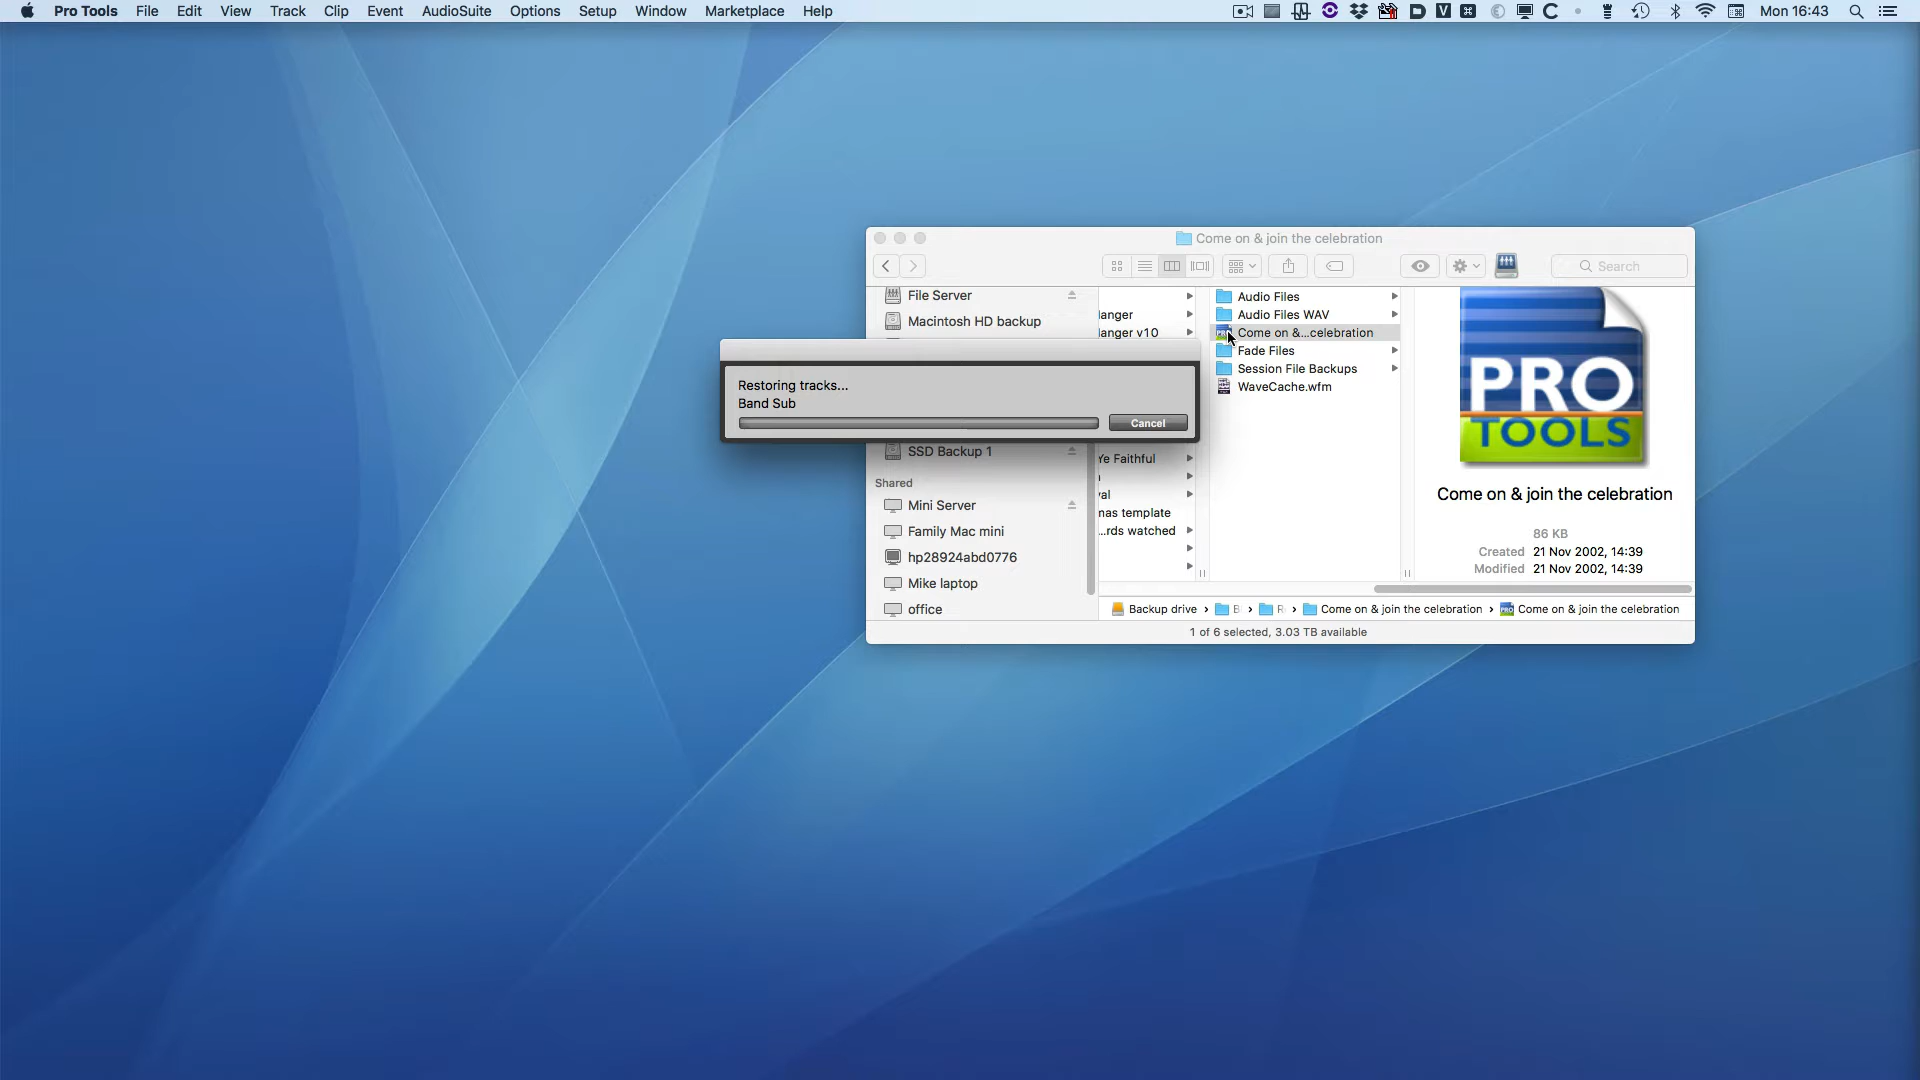 Pro Tools File Edit View Track Clip Event AudioSuite Options Setup Window Marketplace Help Mon 16:43
Come on & join the celebration
Search
File Server
Macintosh HD backup
SSD Backup 1
Shared
Mini Server
Family Mac mini
hp28924abd0776
Mike laptop
office
Restoring tracks...
Band Sub
Cancel
langer
langer v10
Ye Faithful
val
nas template
...rds watched
Audio Files
Audio Files WAV
Come on &...celebration
Fade Files
Session File Backups
WaveCache.wfm
PRO
TOOLS
Come on & join the celebration
86 KB
Created 21 Nov 2002, 14:39
Modified 21 Nov 2002, 14:39
Backup drive › B › R › Come on & join the celebration › Come on & join the celebration
1 of 6 selected, 3.03 TB available